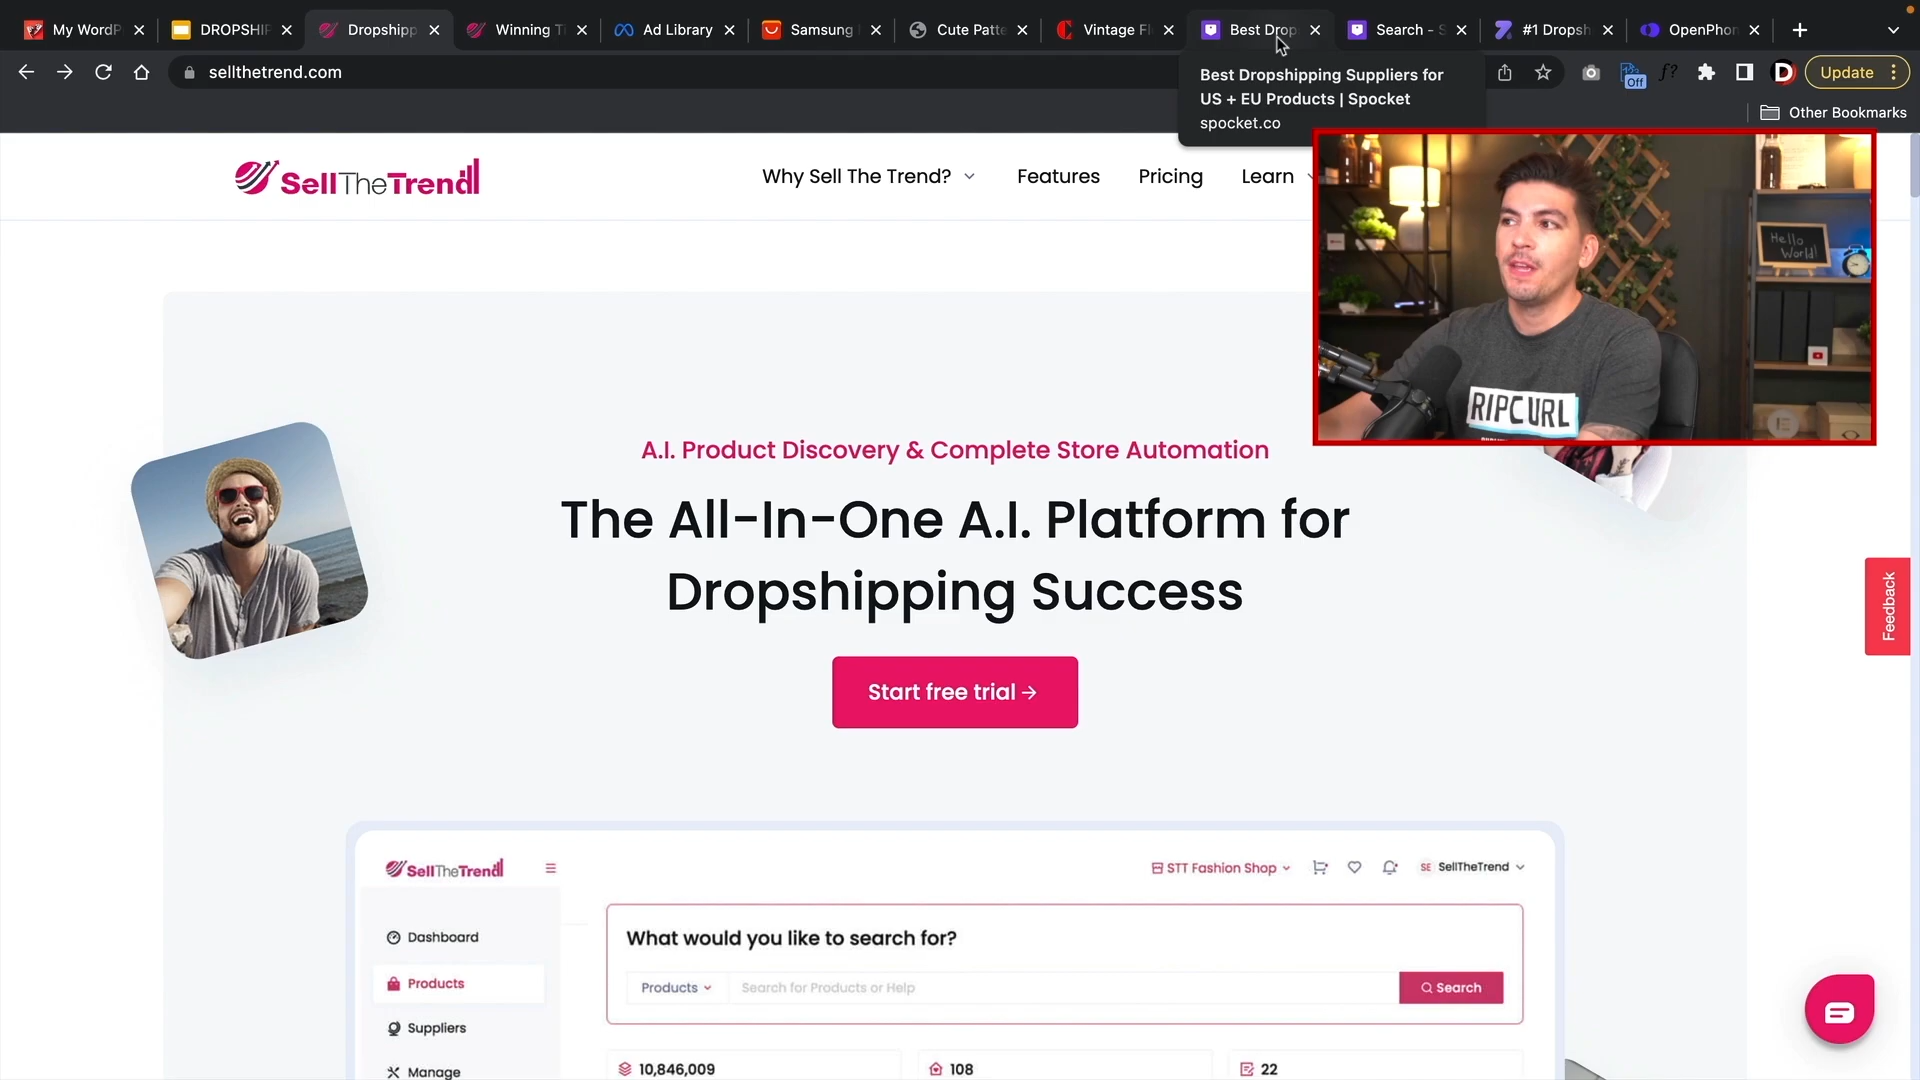 My WordP
DROPSHIP
Dropshipp
Winning T
Ad Library
Samsung
Cute Patte
Vintage Fl
Best Drop
Search - S
#1 Dropsh
OpenPhon
sellthetrend.com
Off
f?
Update
Best Dropshipping Suppliers for
US + EU Products | Spocket
spocket.co
Other Bookmarks
SellTheTrend
Why Sell The Trend?
Features
Pricing
Learn
Hello
World!
RIPCURL
A.I. Product Discovery & Complete Store Automation
The All-In-One A.I. Platform for
Dropshipping Success
Start free trial →
Feedback
SellTheTrend
STT Fashion Shop
SE SellTheTrend
Dashboard
Products
Suppliers
Manage
What would you like to search for?
Products
Search for Products or Help
Search
10,846,009
108
22